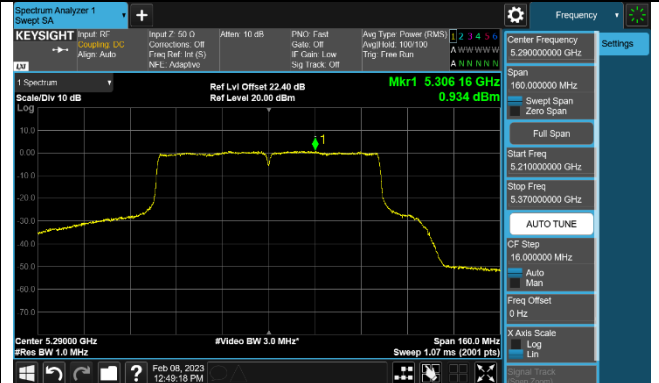 Spectrum Analyzer 1
Swept SA
+
Frequency
KEYSIGHT
Input: RF
Coupling: DC
Align: Auto
Input Z: 50 Ω
Corrections: Off
Freq Ref: Int (S)
NFE: Adaptive
Atten: 10 dB
PNO: Fast
Gate: Off
IF Gain: Low
Sig Track: Off
Avg Type: Power (RMS)
Avg|Hold: 100/100
Trig: Free Run
1 2 3 4 5 6
A W W W W W
A N N N N N
LXI
Center Frequency
5.290000000 GHz
Settings
Span
160.000000 MHz
Swept Span
Zero Span
Full Span
Start Freq
5.210000000 GHz
Stop Freq
5.370000000 GHz
AUTO TUNE
CF Step
16.000000 MHz
Auto
Man
Freq Offset
0 Hz
X Axis Scale
Log
Lin
Signal Track
(Span Zoom)
1 Spectrum
Scale/Div 10 dB
Ref Lvl Offset 22.40 dB
Ref Level 20.00 dBm
Mkr1 5.306 16 GHz
0.934 dBm
Log
10.0
0.00
-10.0
-20.0
-30.0
-40.0
-50.0
-60.0
-70.0
1
Center 5.29000 GHz
#Res BW 1.0 MHz
#Video BW 3.0 MHz*
Span 160.0 MHz
Sweep 1.07 ms (2001 pts)
?
Feb 08, 2023
12:49:18 PM